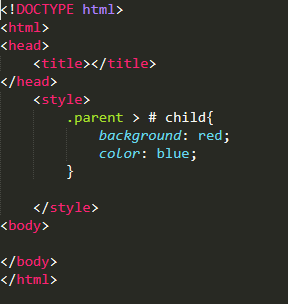 <!DOCTYPE html>
<html>
<head>
    <title></title>
</head>
    <style>
        .parent > # child{
            background: red;
            color: blue;
        }
    </style>
<body>
</body>
</html>